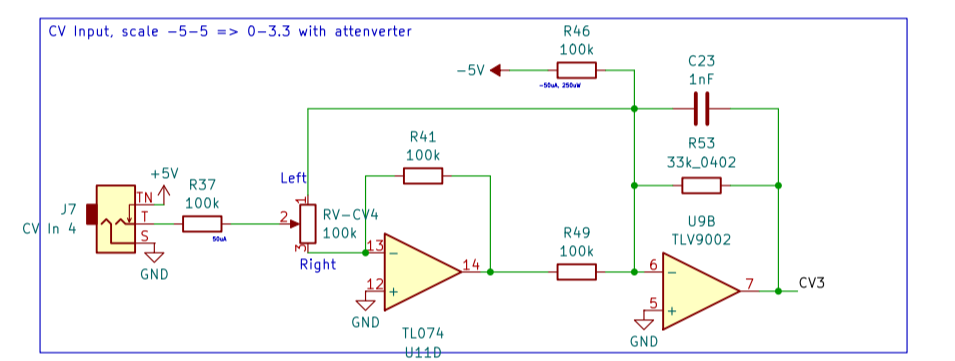 CV Input, scale -5-5 => 0-3.3 with attenverter
R46
100k
-5V
-50uA, 250uW
C23
1nF
R41
100k
R53
33k_0402
+5V
R37
100k
50uA
Left
1
2
3
RV-CV4
100k
Right
J7
CV In 4
TN
T
S
GND
13
12
14
GND
TL074
U11D
R49
100k
U9B
TLV9002
6
5
7
GND
CV3